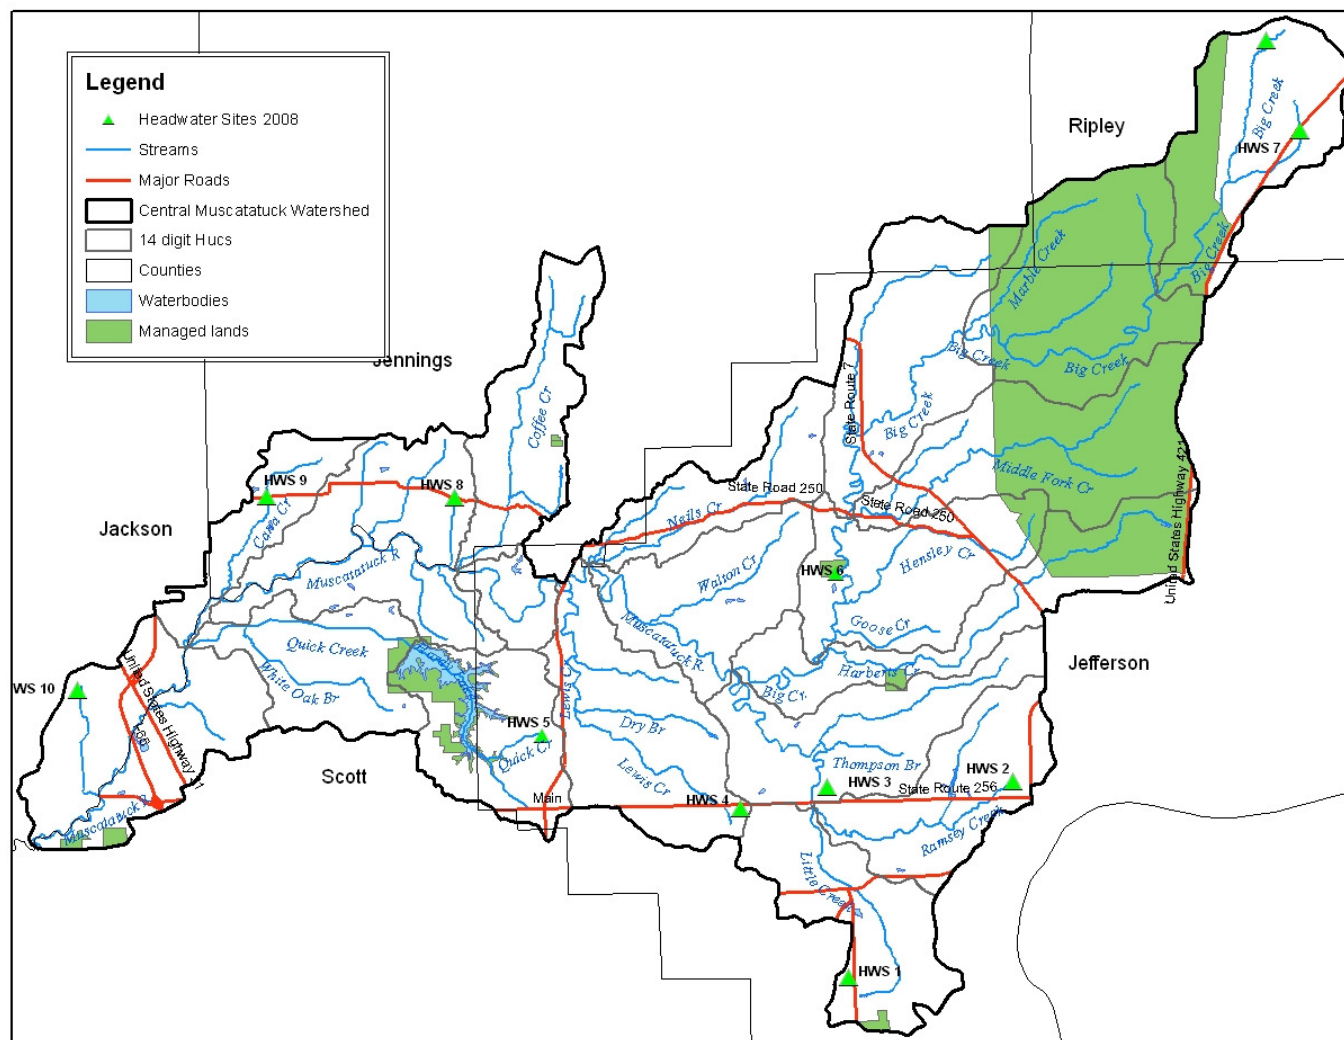 Legend
Headwater Sites 2008
Streams
Major Roads
Central Muscatatuck Watershed
14 digit Hucs
Counties
Waterbodies
Managed lands
Ripley
Big Creek
HWS 7
Big Creek
Marble Creek
Big Creek
Big Creek
Jennings
Coffee Cr
State Route 7
Big Creek
Middle Fork Cr
United States Highway 421
HWS 9
HWS 8
State Road 250
State Road 250
Neils Cr
Cana Cr
Jackson
Muscatatuck R.
Walton Cr
HWS 6
Hensley Cr
Muscatatuck R.
Goose Cr
Quick Creek
White Oak Br
Harberts Cr
Jefferson
Big Cr.
Lewis Cr
United States Highway
I-65
WS 10
HWS 5
Quick Cr
Dry Br
Lewis Cr
Thompson Br
Scott
HWS 4
HWS 3
HWS 2
State Route 256
Main
Muscatatuck R.
Ramsey Creek
Little Creek
HWS 1